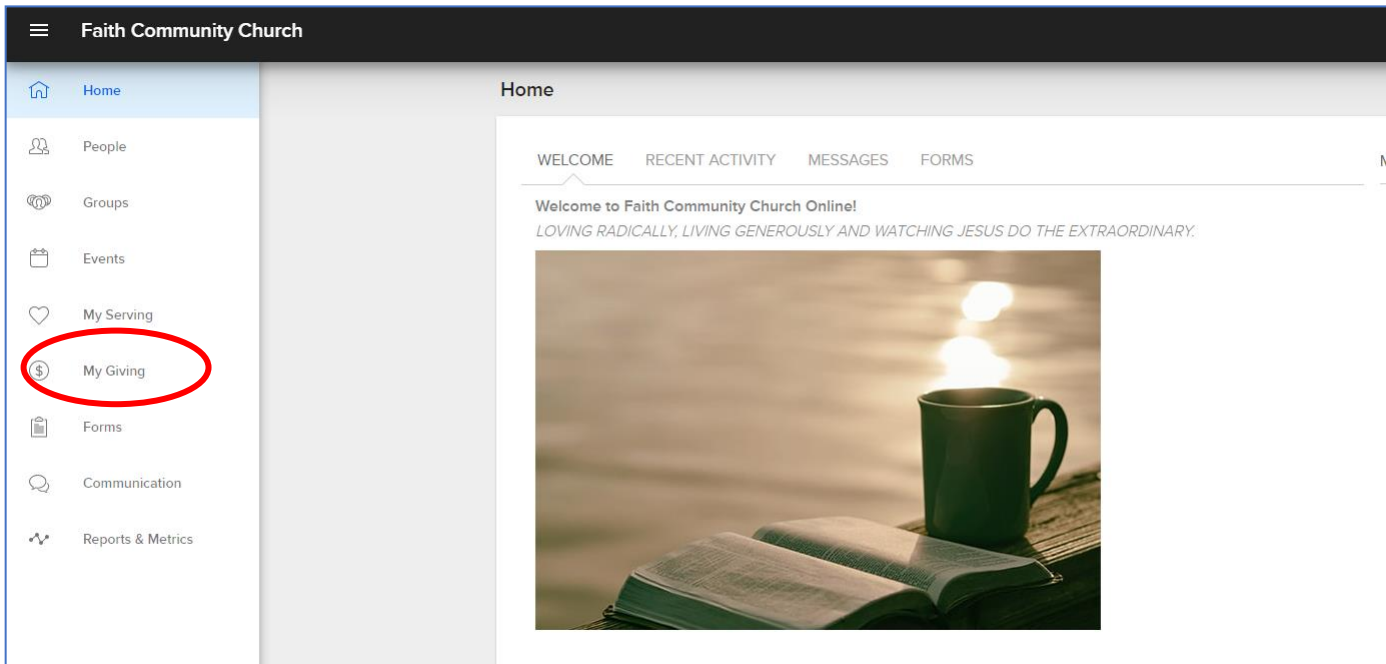 Faith Community Church
Home
People
Groups
Events
My Serving
My Giving
Forms
Communication
Reports & Metrics
Home
WELCOME RECENT ACTIVITY MESSAGES FORMS
Welcome to Faith Community Church Online!
LOVING RADICALLY, LIVING GENEROUSLY AND WATCHING JESUS DO THE EXTRAORDINARY.